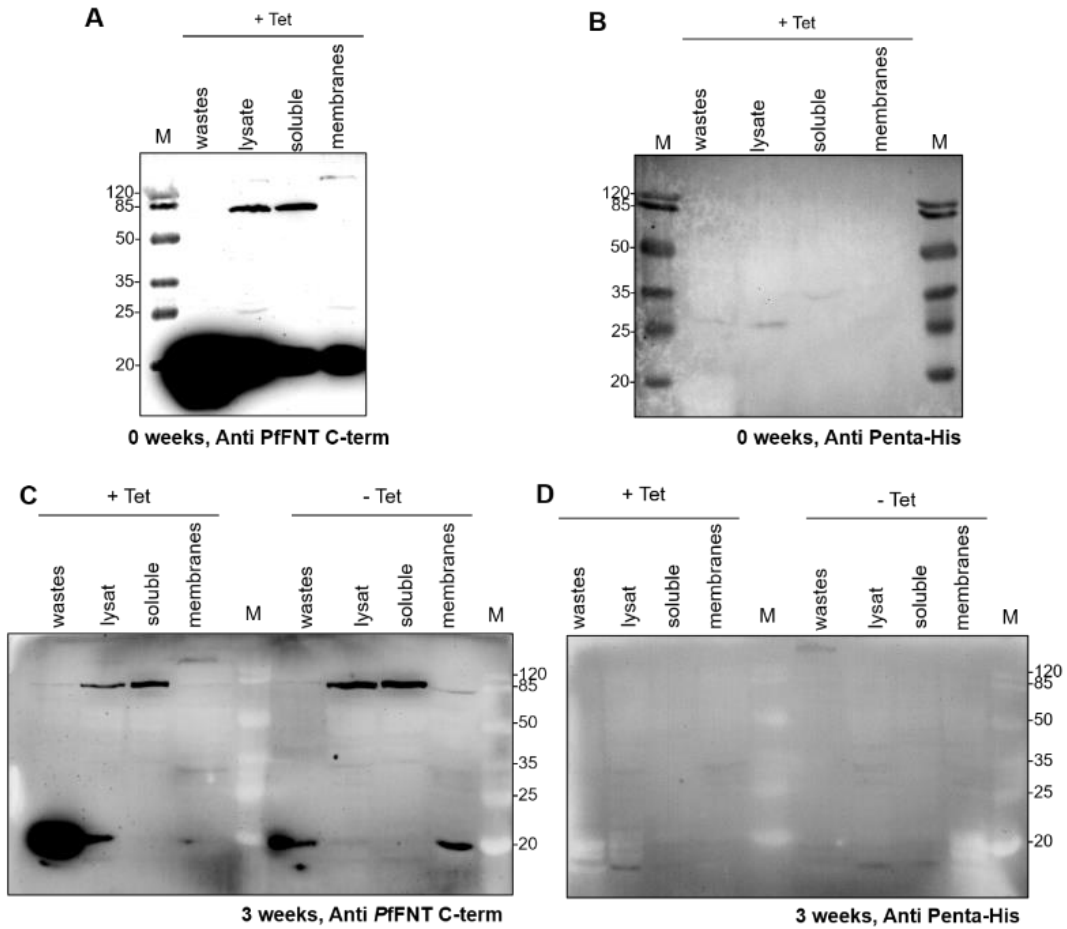 A
+ Tet
M wastes lysate soluble membranes
120-
85-
50-
35-
25-
20-
0 weeks, Anti PfFNT C-term
B
+ Tet
M wastes lysate soluble membranes M
120-
85-
50-
35-
25-
20-
0 weeks, Anti Penta-His
C
+ Tet - Tet
wastes lysat soluble membranes M wastes lysat soluble membranes M
-120
-85
-50
-35
-25
-20
3 weeks, Anti PfFNT C-term
D
+ Tet - Tet
wastes lysat soluble membranes M wastes lysat soluble membranes M
-120
-85
-50
-35
-25
-20
3 weeks, Anti Penta-His